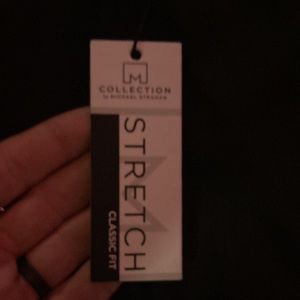 M
COLLECTION
by MICHAEL STRAHAN
STRETCH
CLASSIC FIT